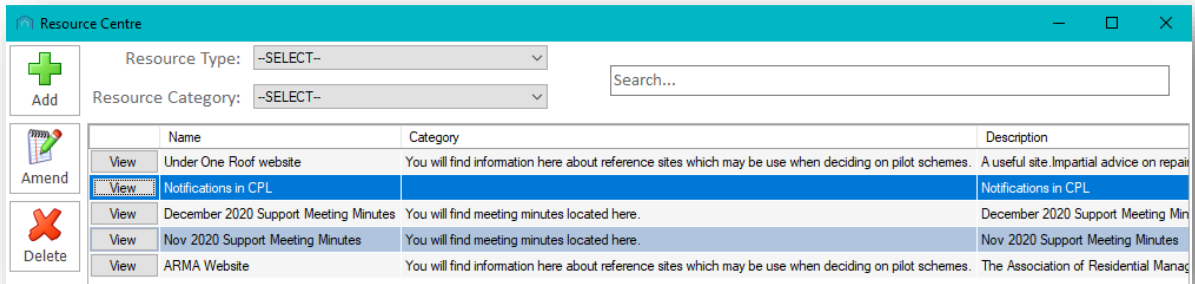 Resource Centre
Add
Resource Type: --SELECT--
Search...
Resource Category: --SELECT--
Name Category Description
View Under One Roof website You will find information here about reference sites which may be use when deciding on pilot schemes. A useful site.Impartial advice on repair
Amend
View Notifications in CPL Notifications in CPL
View December 2020 Support Meeting Minutes You will find meeting minutes located here. December 2020 Support Meeting Min
Delete
View Nov 2020 Support Meeting Minutes You will find meeting minutes located here. Nov 2020 Support Meeting Minutes
View ARMA Website You will find information here about reference sites which may be use when deciding on pilot schemes. The Association of Residential Manag